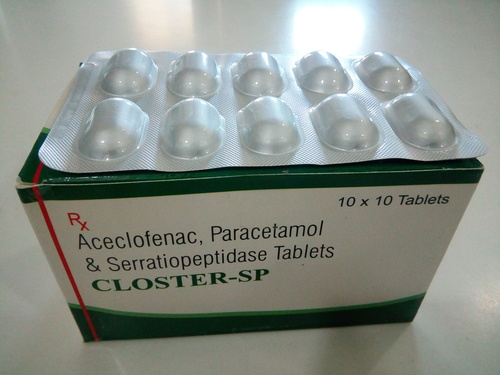 10 x 10 Tablets
Rx
Aceclofenac, Paracetamol
& Serratiopeptidase Tablets
CLOSTER-SP